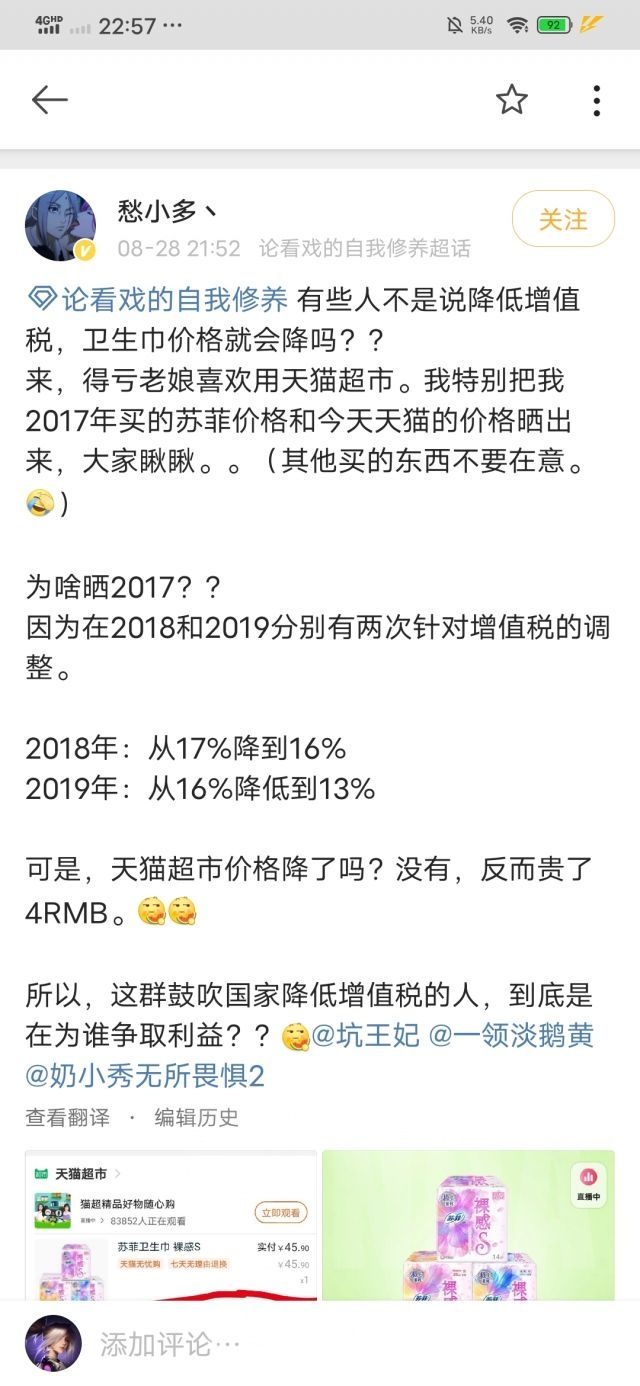 4GHD 22:57 ··· 5.40 KB/s 92
愁小多丶
关注
08-28 21:52 论看戏的自我修养超话
论看戏的自我修养 有些人不是说降低增值
税，卫生巾价格就会降吗？？
来，得亏老娘喜欢用天猫超市。我特别把我
2017年买的苏菲价格和今天天猫的价格晒出
来，大家瞅瞅。。（其他买的东西不要在意。
）
为啥晒2017？？
因为在2018和2019分别有两次针对增值税的调
整。
2018年：从17%降到16%
2019年：从16%降低到13%
可是，天猫超市价格降了吗？没有，反而贵了
4RMB。
所以，这群鼓吹国家降低增值税的人，到底是
在为谁争取利益？？@坑王妃 @一领淡鹅黄
@奶小秀无所畏惧2
查看翻译 · 编辑历史
天猫超市
猫超精品好物随心购
直播中 83852人正在观看
立即观看
苏菲卫生巾 裸感S 实付￥45.90
天猫无忧购 七天无理由退换 ￥45.90
x1
直播中
苏菲
裸感S
裸感
裸感
添加评论…